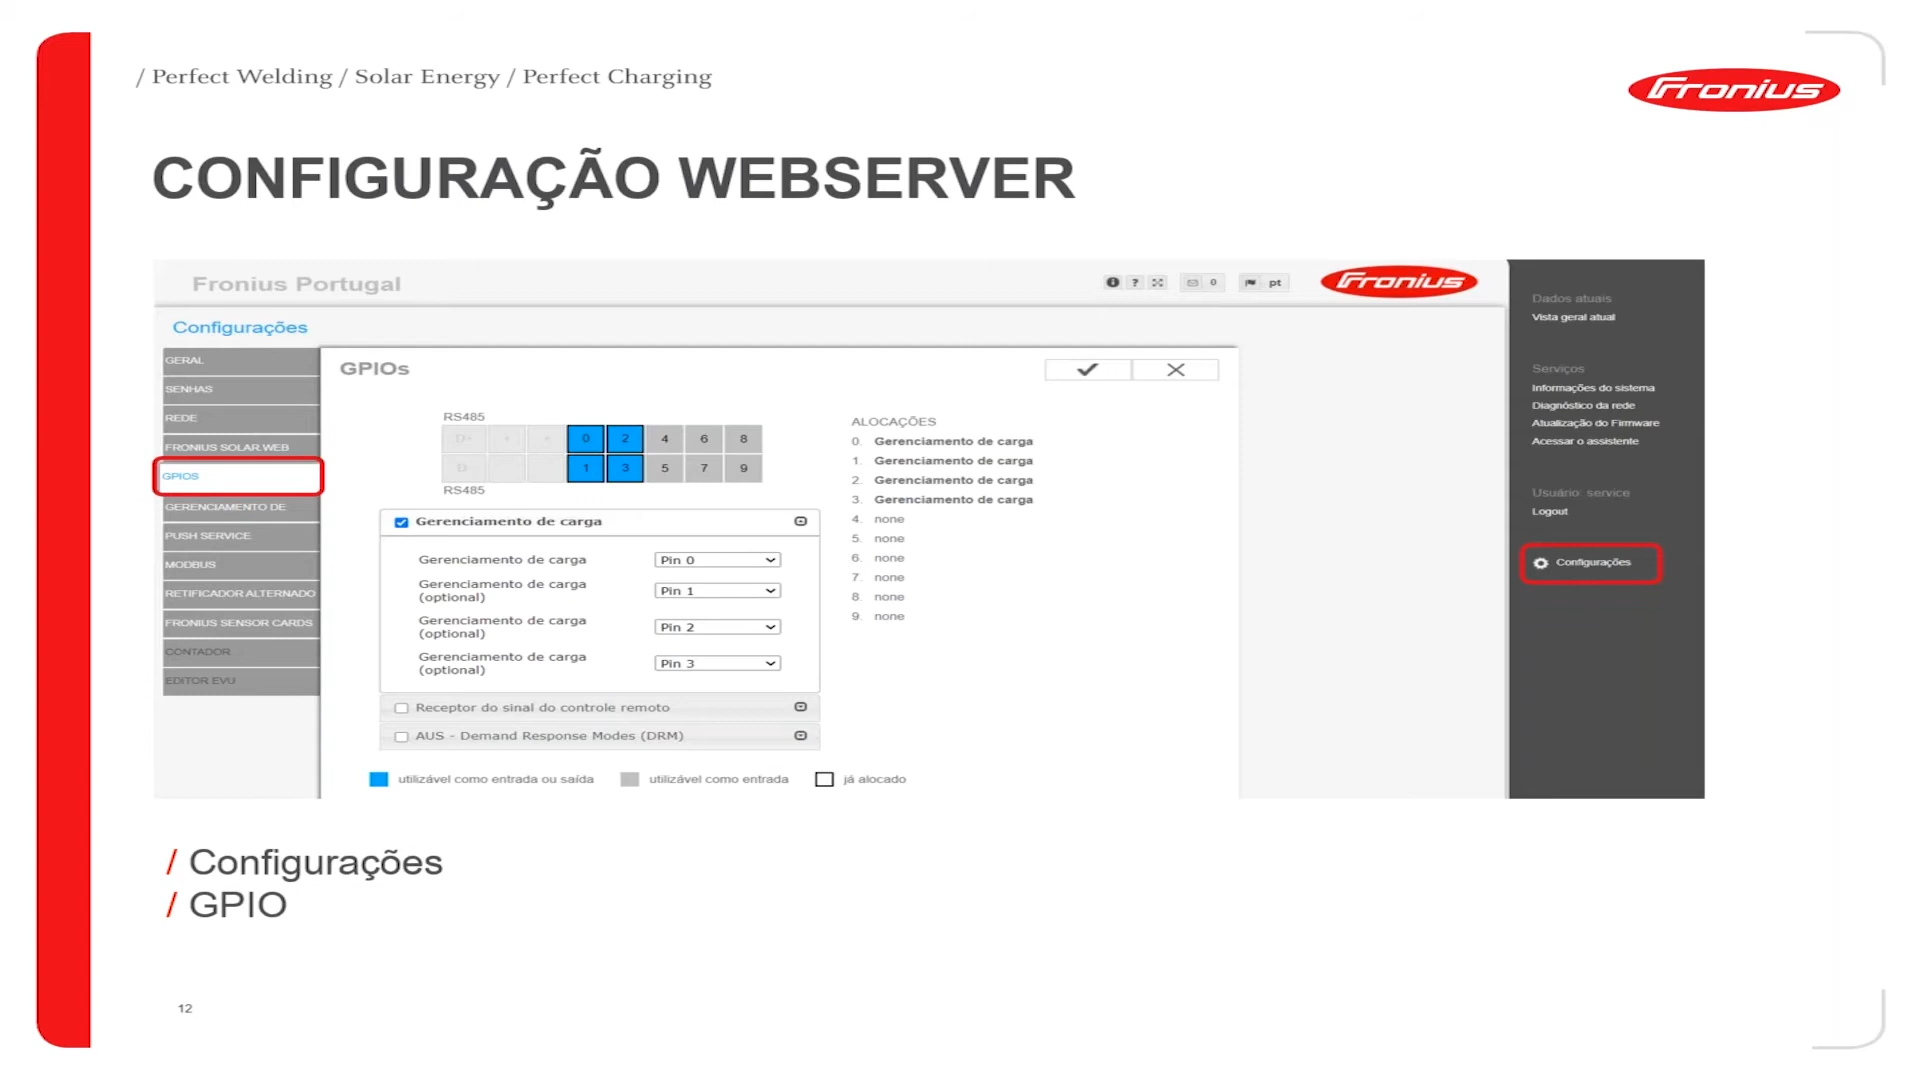 / Perfect Welding / Solar Energy / Perfect Charging
Fronius
CONFIGURAÇÃO WEBSERVER
Fronius Portugal
? 0 pt
Fronius
Configurações
GERAL
SENHAS
REDE
FRONIUS SOLAR.WEB
GPIOS
GERENCIAMENTO DE
PUSH SERVICE
MODBUS
RETIFICADOR ALTERNADO
FRONIUS SENSOR CARDS
CONTADOR
EDITOR EVU
GPIOs
RS485
D+ 0 2 4 6 8
D- 1 3 5 7 9
RS485
Gerenciamento de carga
Gerenciamento de carga Pin 0
Gerenciamento de carga
(optional) Pin 1
Gerenciamento de carga
(optional) Pin 2
Gerenciamento de carga
(optional) Pin 3
Receptor do sinal do controle remoto
AUS - Demand Response Modes (DRM)
utilizável como entrada ou saída utilizável como entrada já alocado
ALOCAÇÕES
0. Gerenciamento de carga
1. Gerenciamento de carga
2. Gerenciamento de carga
3. Gerenciamento de carga
4. none
5. none
6. none
7. none
8. none
9. none
Dados atuais
Vista geral atual
Serviços
Informações do sistema
Diagnóstico da rede
Atualização do Firmware
Acessar o assistente
Usuário: service
Logout
Configurações
/ Configurações
/ GPIO
12